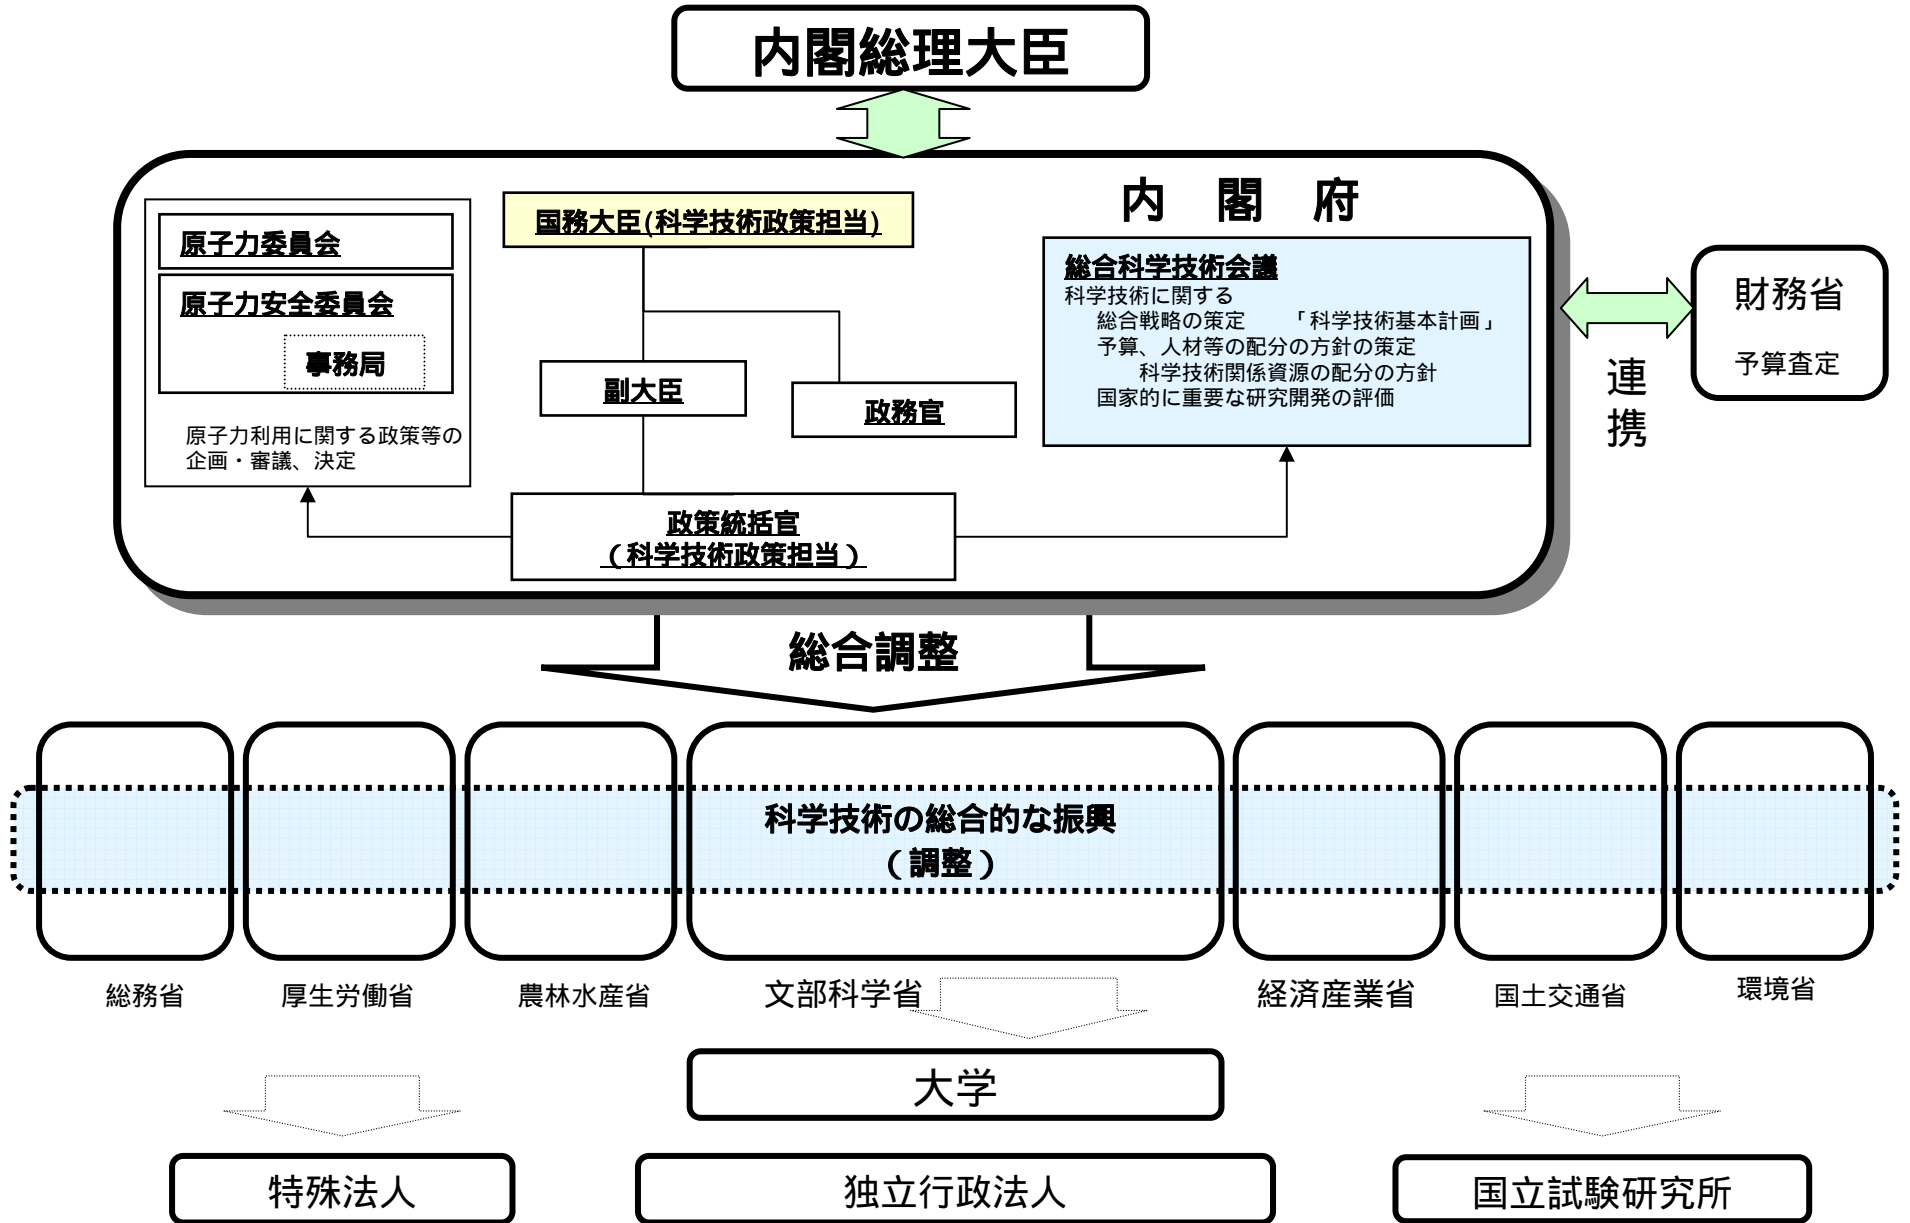 内閣総理大臣
内 閣 府
原子力委員会
原子力安全委員会
事務局
原子力利用に関する政策等の
企画・審議、決定
国務大臣(科学技術政策担当)
副大臣
政務官
政策統括官
(科学技術政策担当)
総合科学技術会議
科学技術に関する
総合戦略の策定 「科学技術基本計画」
予算、人材等の配分の方針の策定
科学技術関係資源の配分の方針
国家的に重要な研究開発の評価
連
携
財務省
予算査定
総合調整
科学技術の総合的な振興
(調整)
総務省
厚生労働省
農林水産省
文部科学省
経済産業省
国土交通省
環境省
大学
特殊法人
独立行政法人
国立試験研究所